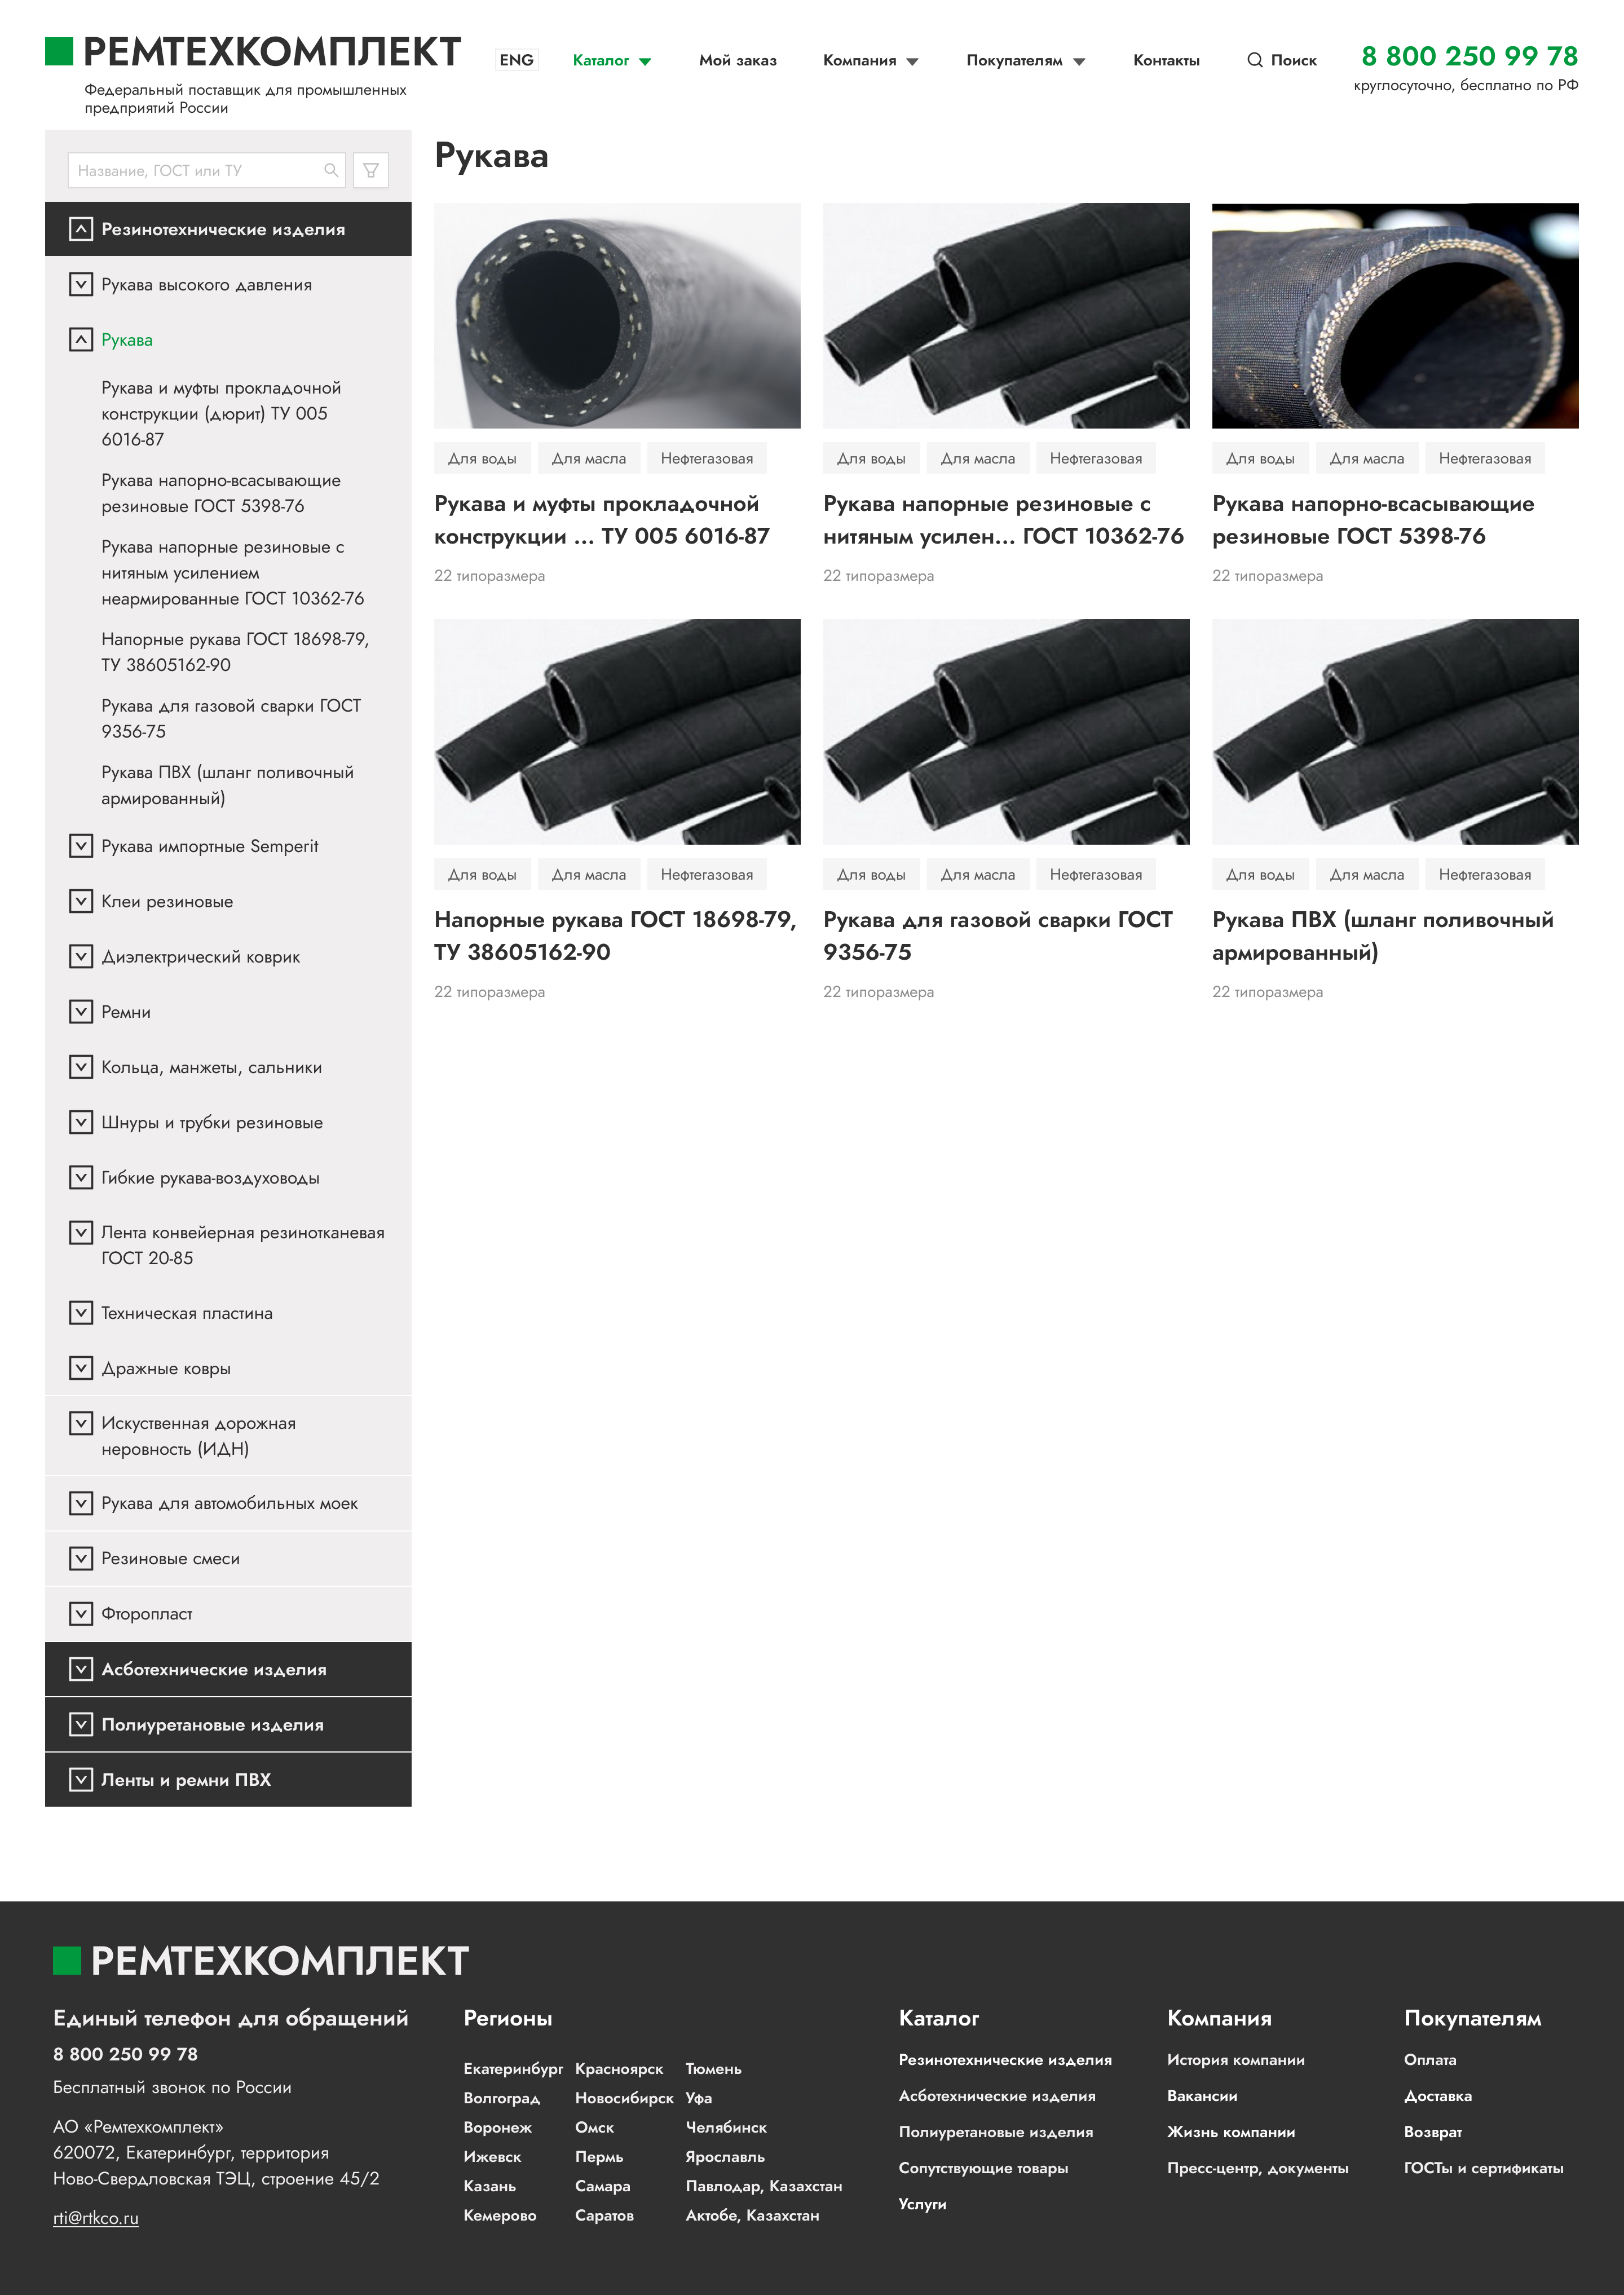 РЕМТЕХКОМПЛЕКТ
Федеральный поставщик для промышленных
предприятий России
ENG
Каталог
Мой заказ
Компания
Покупателям
Контакты
Поиск
8 800 250 99 78
круглосуточно, бесплатно по РФ
Название, ГОСТ или ТУ
Резинотехнические изделия
Рукава высокого давления
Рукава
Рукава и муфты прокладочной
конструкции (дюрит) ТУ 005
6016-87
Рукава напорно-всасывающие
резиновые ГОСТ 5398-76
Рукава напорные резиновые с
нитяным усилением
неармированные ГОСТ 10362-76
Напорные рукава ГОСТ 18698-79,
ТУ 38605162-90
Рукава для газовой сварки ГОСТ
9356-75
Рукава ПВХ (шланг поливочный
армированный)
Рукава импортные Semperit
Клеи резиновые
Диэлектрический коврик
Ремни
Кольца, манжеты, сальники
Шнуры и трубки резиновые
Гибкие рукава-воздуховоды
Лента конвейерная резинотканевая
ГОСТ 20-85
Техническая пластина
Дражные ковры
Искуственная дорожная
неровность (ИДН)
Рукава для автомобильных моек
Резиновые смеси
Фторопласт
Асботехнические изделия
Полиуретановые изделия
Ленты и ремни ПВХ
Рукава
Для воды Для масла Нефтегазовая
Рукава и муфты прокладочной
конструкции ... ТУ 005 6016-87
22 типоразмера
Для воды Для масла Нефтегазовая
Рукава напорные резиновые с
нитяным усилен... ГОСТ 10362-76
22 типоразмера
Для воды Для масла Нефтегазовая
Рукава напорно-всасывающие
резиновые ГОСТ 5398-76
22 типоразмера
Для воды Для масла Нефтегазовая
Напорные рукава ГОСТ 18698-79,
ТУ 38605162-90
22 типоразмера
Для воды Для масла Нефтегазовая
Рукава для газовой сварки ГОСТ
9356-75
22 типоразмера
Для воды Для масла Нефтегазовая
Рукава ПВХ (шланг поливочный
армированный)
22 типоразмера
РЕМТЕХКОМПЛЕКТ
Единый телефон для обращений
8 800 250 99 78
Бесплатный звонок по России
АО «Ремтехкомплект»
620072, Екатеринбург, территория
Ново-Свердловская ТЭЦ, строение 45/2
rti@rtkco.ru
Регионы
Екатеринбург Красноярск Тюмень
Волгоград Новосибирск Уфа
Воронеж Омск Челябинск
Ижевск Пермь Ярославль
Казань Самара Павлодар, Казахстан
Кемерово Саратов Актобе, Казахстан
Каталог
Резинотехнические изделия
Асботехнические изделия
Полиуретановые изделия
Сопутствующие товары
Услуги
Компания
История компании
Вакансии
Жизнь компании
Пресс-центр, документы
Покупателям
Оплата
Доставка
Возврат
ГОСТы и сертификаты